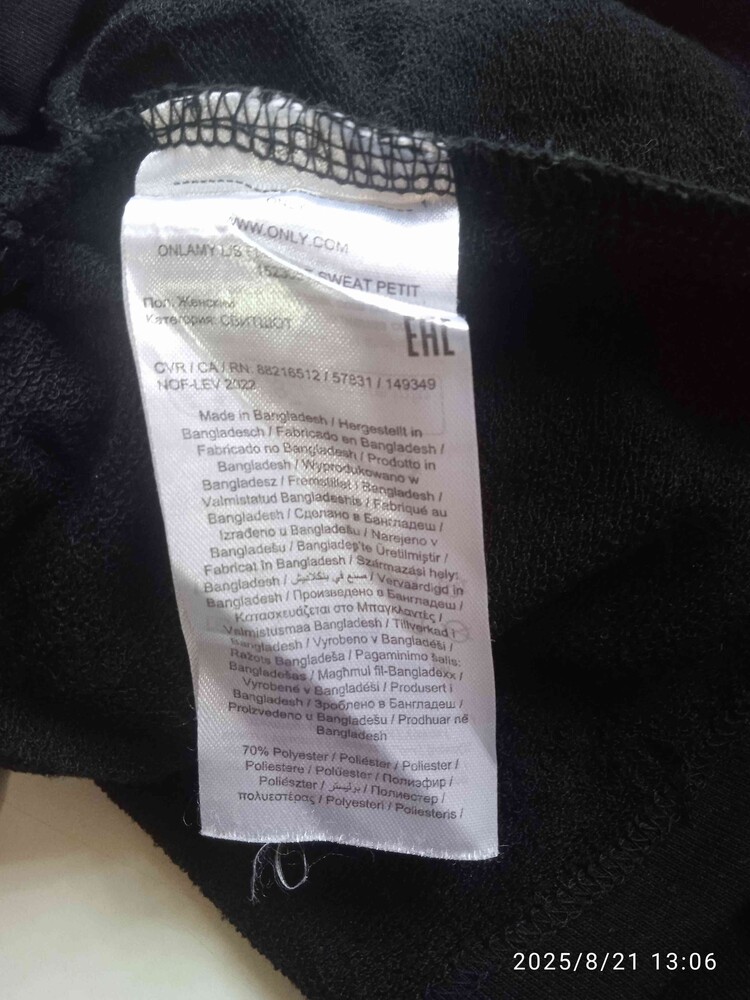 WWW.ONLY.COM
ONLAMY L/S
SWEAT PETIT
Пол: Женский
Категория: СВИТШОТ
EAC
CVR / CA / RN: 88216512 / 57831 / 149349
NOF-LEV 2022
Made in Bangladesh / Hergestellt in
Bangladesch / Fabricado en Bangladesh /
Fabricado no Bangladesh / Prodotto in
Bangladesh / Wyprodukowano w
Bangladesz / Fremstillet i Bangladesh /
Valmistatud Bangladeshis / Fabriqué au
Bangladesh / Сделано в Бангладеш /
Izrađeno u Bangladešu / Narejeno v
Bangladešu / Bangladeş'te Üretilmiştir /
Fabricat în Bangladesh / Származási hely:
Bangladesh / صنع في بنكلاديش / Vervaardigd in
Bangladesh / Произведено в Бангладеш /
Κατασκευάζεται στο Μπαγκλαντές /
Valmistusmaa Bangladesh / Tillverkad i
Bangladesh / Vyrobeno v Bangladéši /
Ražots Bangladeša / Pagaminimo šalis:
Bangladešas / Magħmul fil-Bangladexx /
Vyrobené v Bangladéši / Produsert i
Bangladesh / Зроблено в Бангладеш /
Proizvedeno u Bangladešu / Prodhuar në
Bangladesh
70% Polyester / Poliéster / Poliester /
Poliestere / Polüester / Полиэфир /
Poliészter / بوليستر / Полиестер /
πολυεστέρας / Polyesteri / Poliesteris /
2025/8/21 13:06